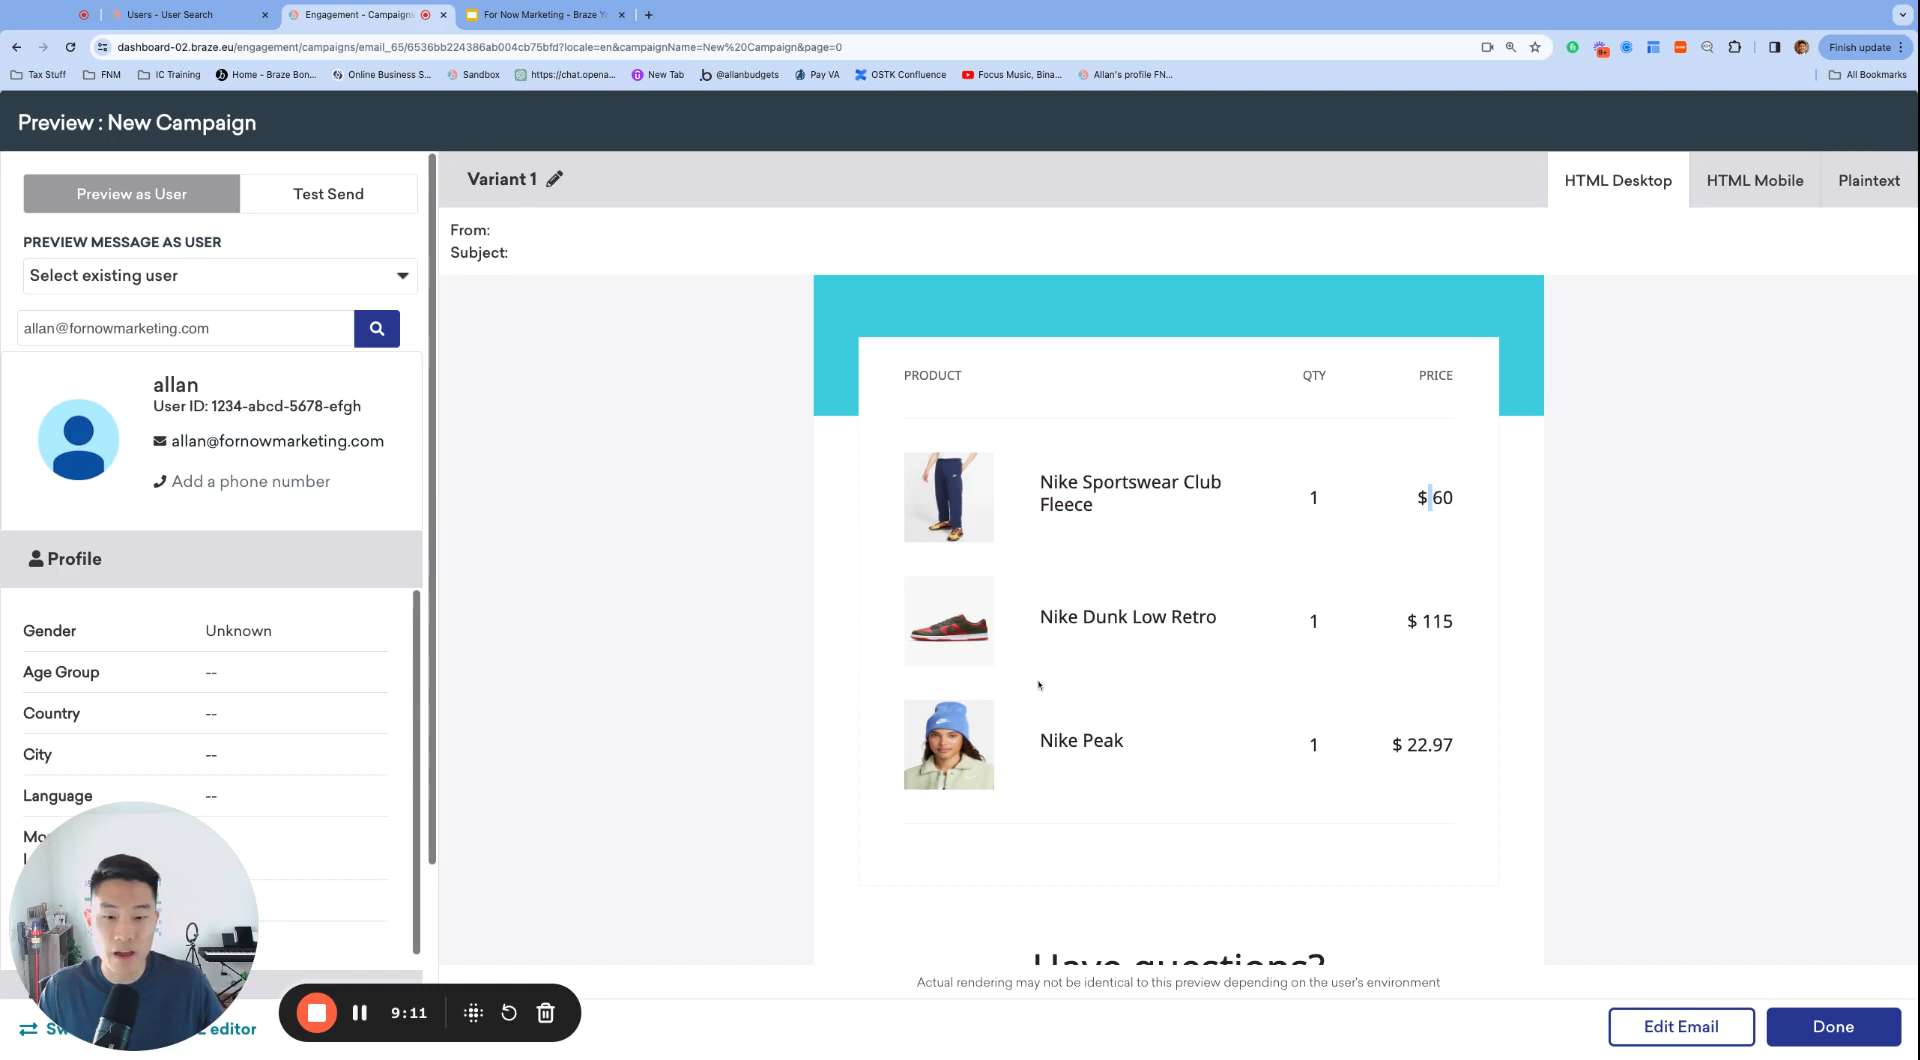 Users - User Search
Engagement - Campaigns
For Now Marketing - Braze Y
dashboard-02.braze.eu/engagement/campaigns/email_65/6536bb224386ab004cb75bfd?locale=en&campaignName=New%20Campaign&page=0
9+
Finish update
Tax Stuff
FNM
IC Training
Home - Braze Bon...
Online Business S...
Sandbox
https://chat.opena...
New Tab
@allanbudgets
Pay VA
OSTK Confluence
Focus Music, Bina...
Allan's profile FN...
All Bookmarks
Preview : New Campaign
Preview as User
Test Send
PREVIEW MESSAGE AS USER
Select existing user
allan@fornowmarketing.com
allan
User ID: 1234-abcd-5678-efgh
allan@fornowmarketing.com
Add a phone number
Profile
Gender Unknown
Age Group --
Country --
City --
Language --
editor
9:11
Variant 1
HTML Desktop
HTML Mobile
Plaintext
From:
Subject:
PRODUCT QTY PRICE
Nike Sportswear Club
Fleece
1 $ 60
Nike Dunk Low Retro 1 $ 115
Nike Peak 1 $ 22.97
Have questions?
Actual rendering may not be identical to this preview depending on the user's environment
Edit Email
Done